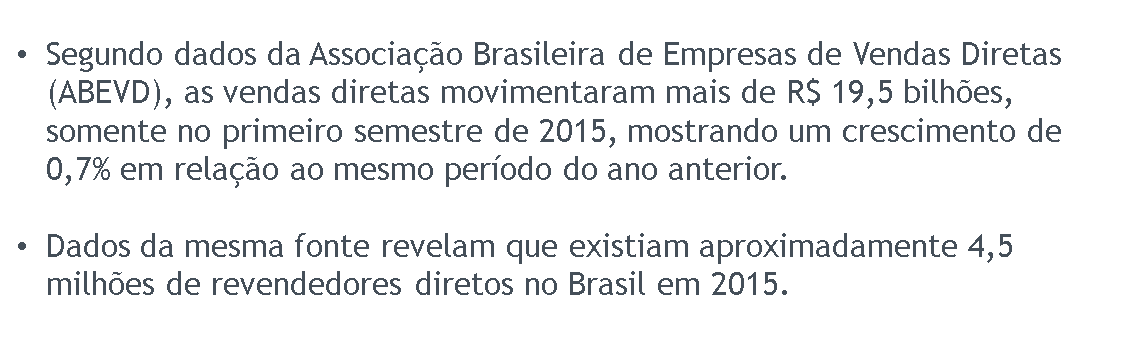 • Segundo dados da Associação Brasileira de Empresas de Vendas Diretas
(ABEVD), as vendas diretas movimentaram mais de R$ 19,5 bilhões,
somente no primeiro semestre de 2015, mostrando um crescimento de
0,7% em relação ao mesmo período do ano anterior.
• Dados da mesma fonte revelam que existiam aproximadamente 4,5
milhões de revendedores diretos no Brasil em 2015.